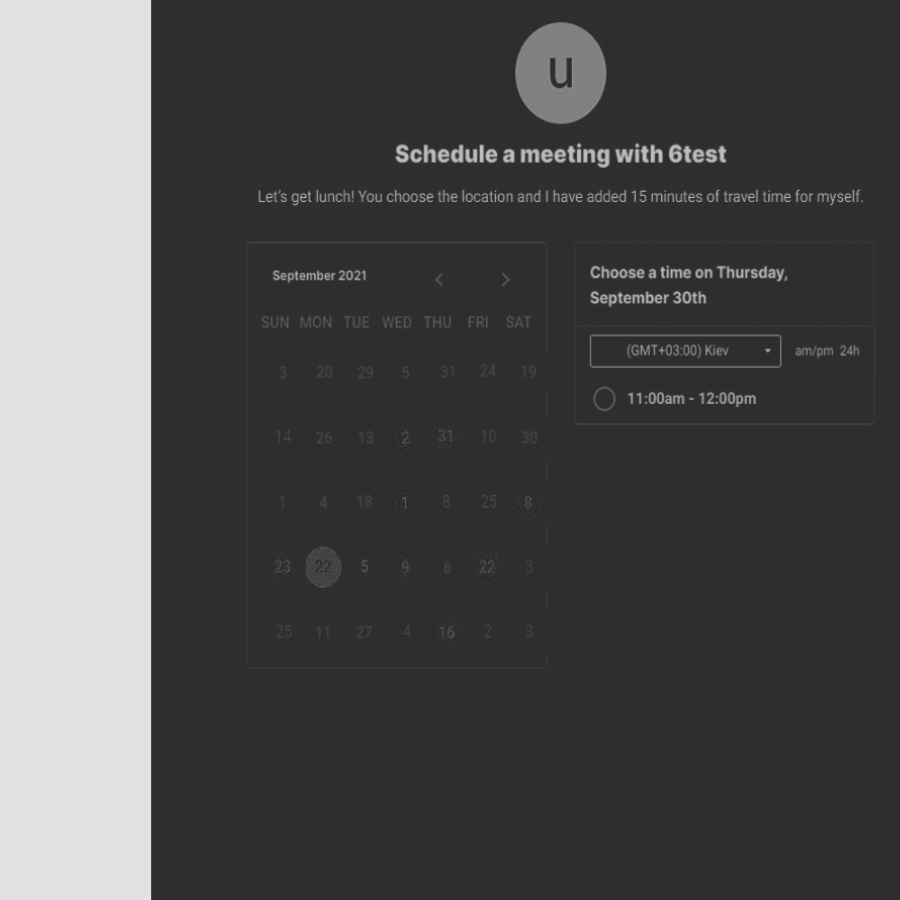 u
Schedule a meeting with 6test
Let's get lunch! You choose the location and I have added 15 minutes of travel time for myself.
September 2021
SUN MON TUE WED THU FRI SAT
3 20 29 5 31 24 19
14 26 13 2 31 10 30
1 4 18 1 8 25 8
23 22 5 9 6 22 3
25 11 27 4 16 2 3
Choose a time on Thursday,
September 30th
(GMT+03:00) Kiev am/pm 24h
11:00am - 12:00pm